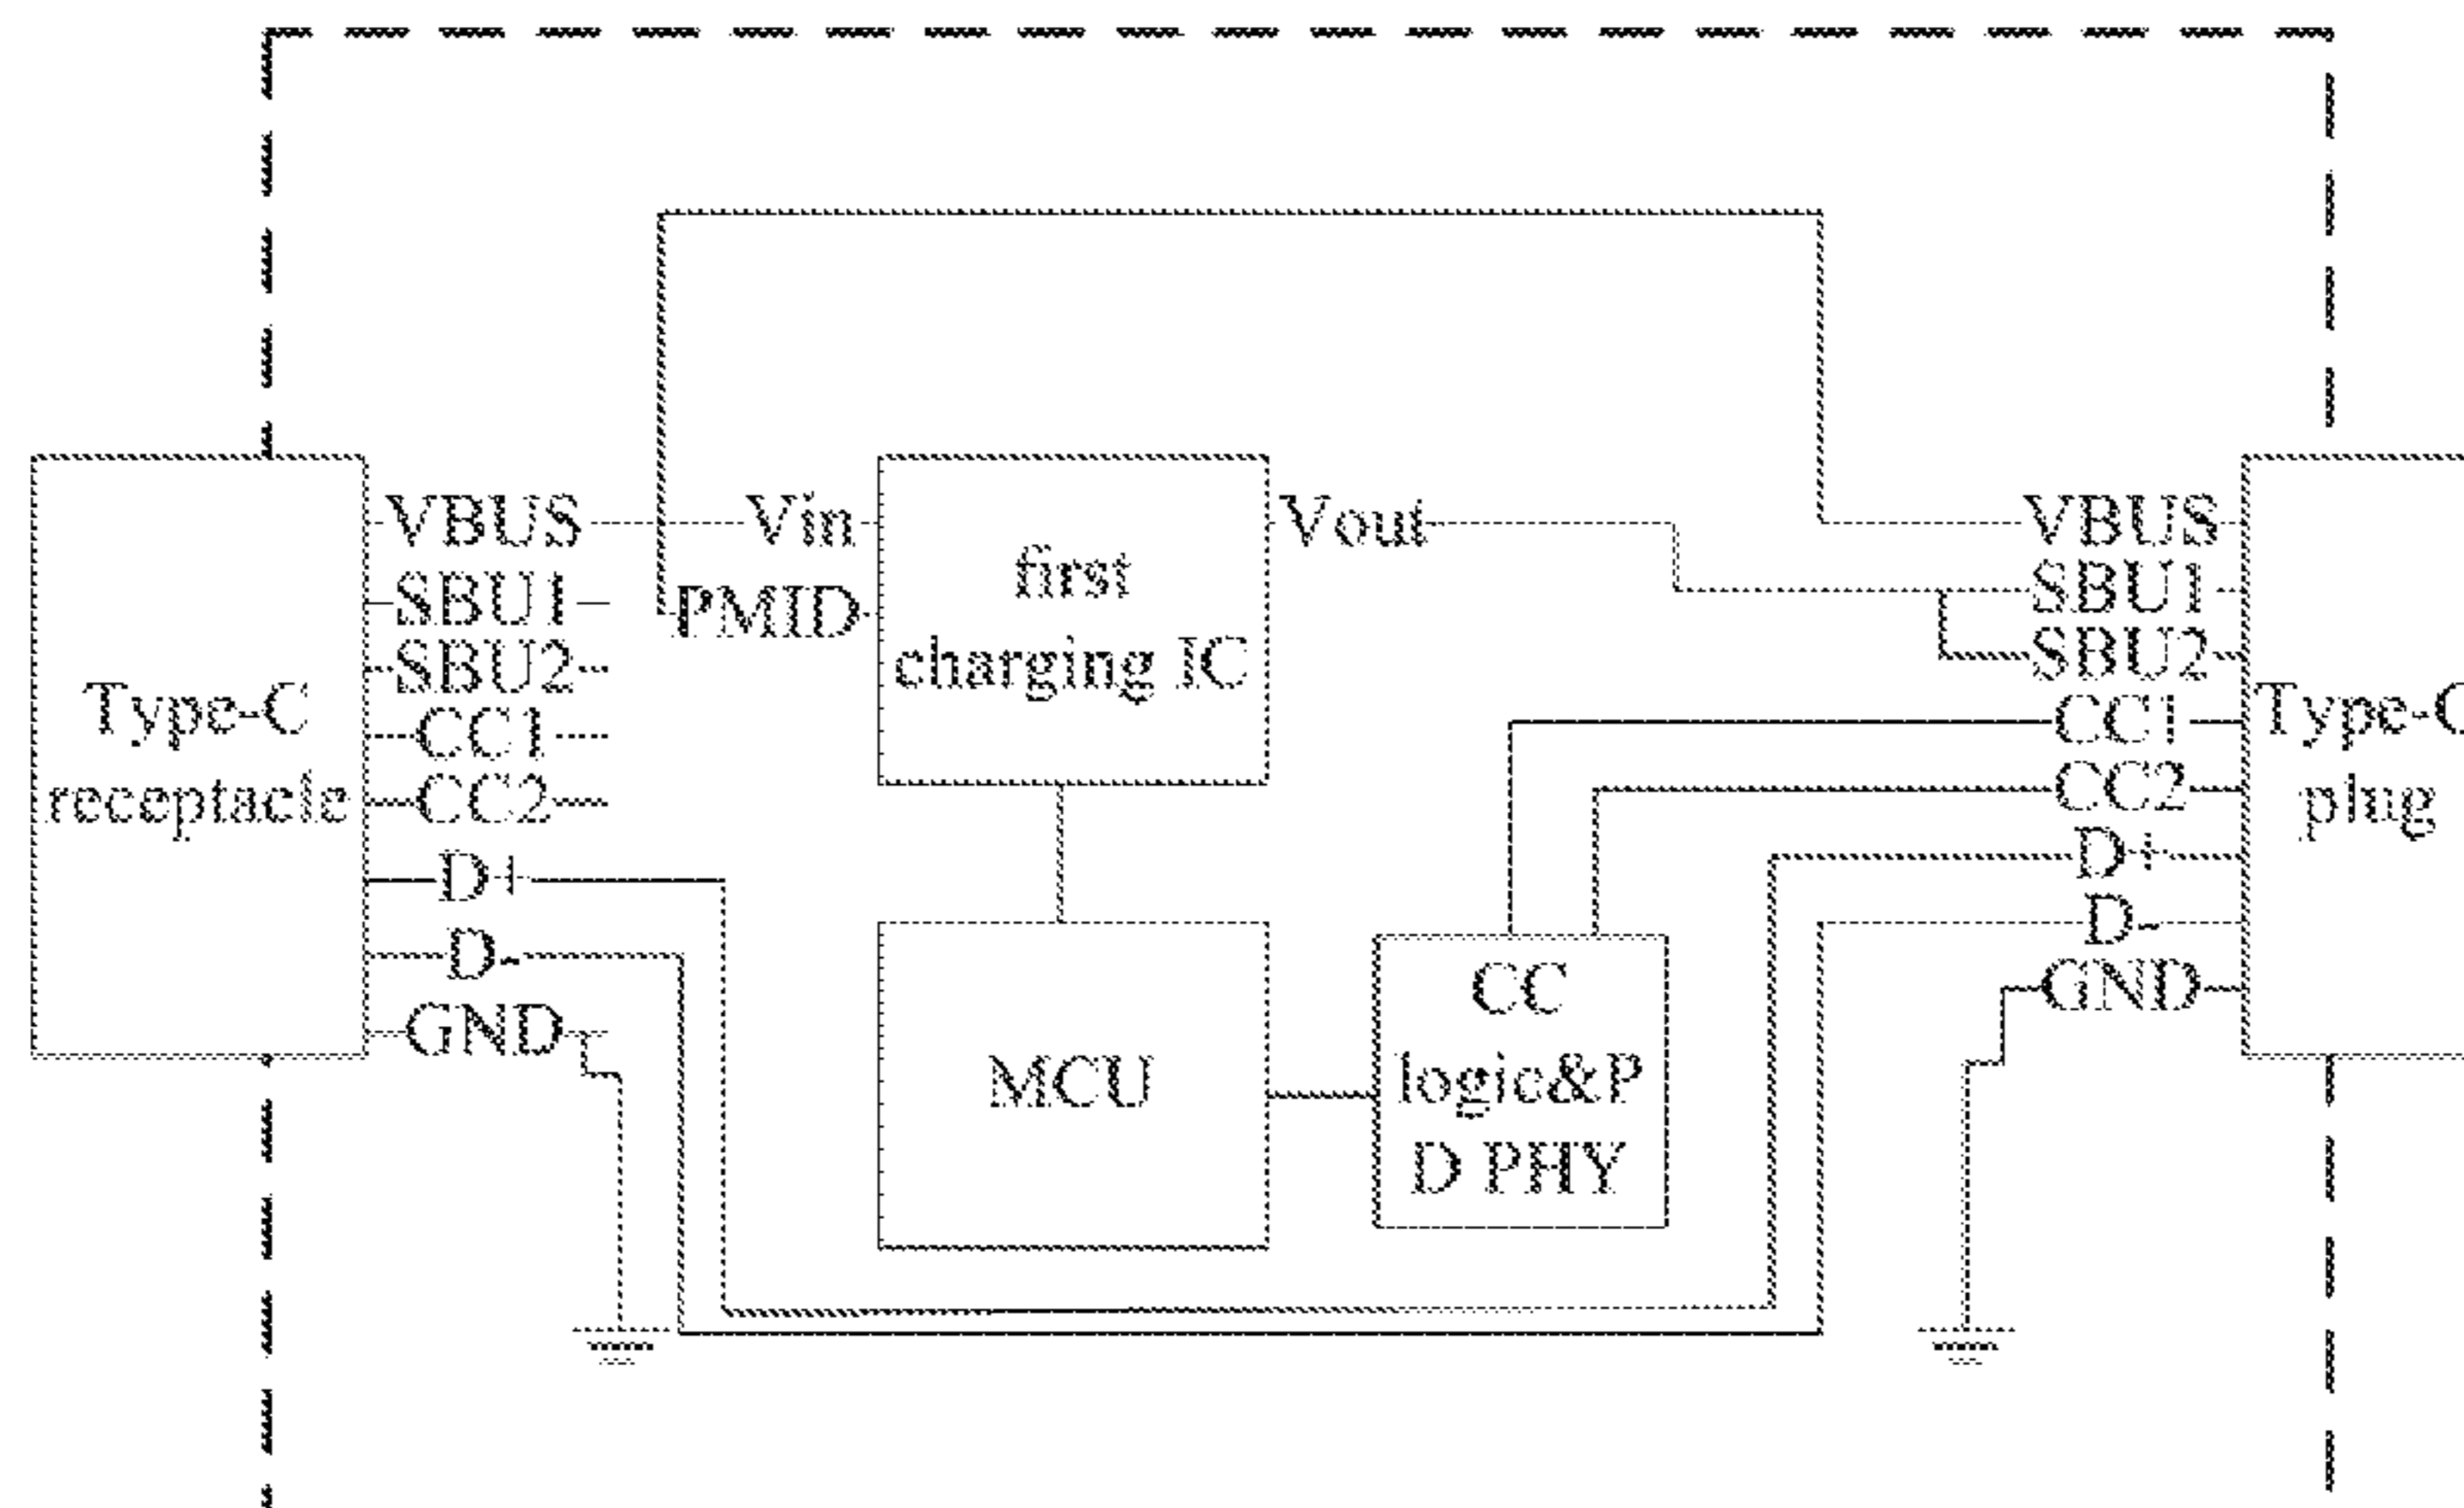 Type-C
receptacle
VBUS
SBU1
SBU2
CC1
CC2
D+
D-
GND
Vin
PMID
first
charging IC
Vout
MCU
CC
logic&P
D PHY
VBUS
SBU1
SBU2
CC1
CC2
D+
D-
GND
Type-C
plug